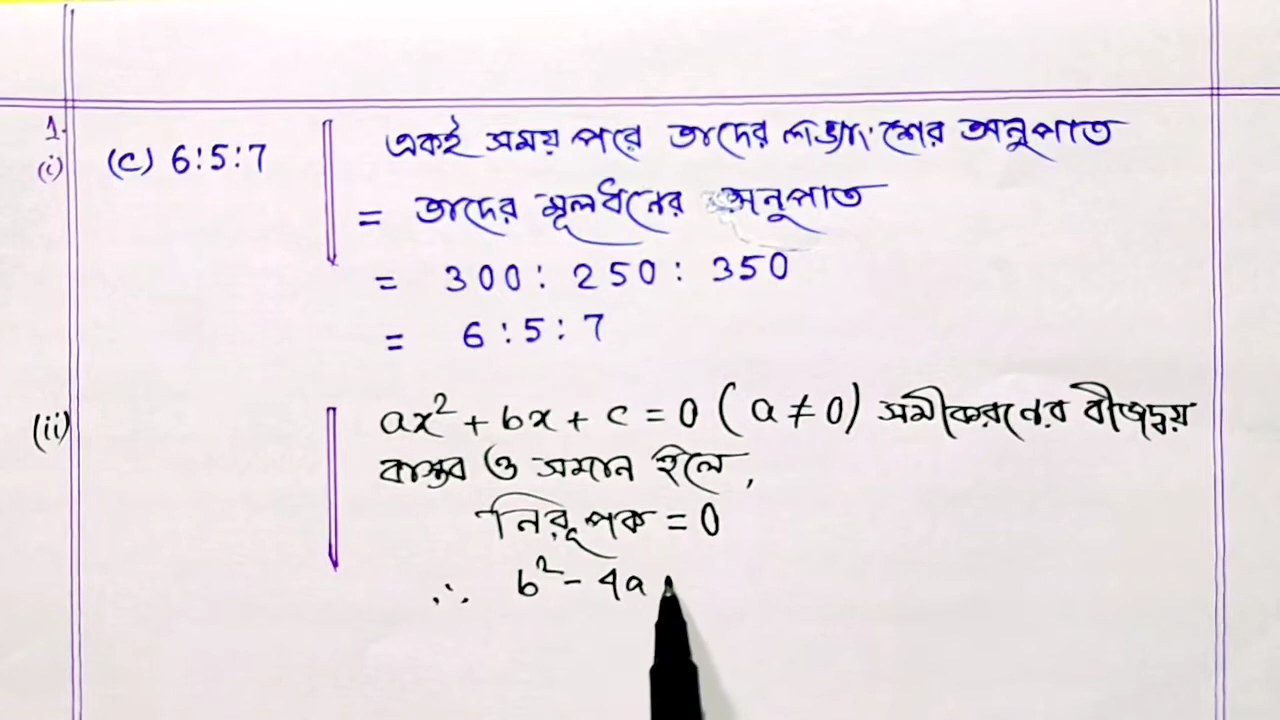 1.
(i) (c) 6:5:7 একই সময় পরে তাদের লভ্যাংশের অনুপাত
= তাদের মূলধনের অনুপাত
= 300 : 250 : 350
= 6 : 5 : 7
(ii) ax² + bx + c = 0 (a ≠ 0) সমীকরণের বীজদ্বয়
বাস্তব ও সমান হলে,
নিরূপক = 0
∴ b² - 4a